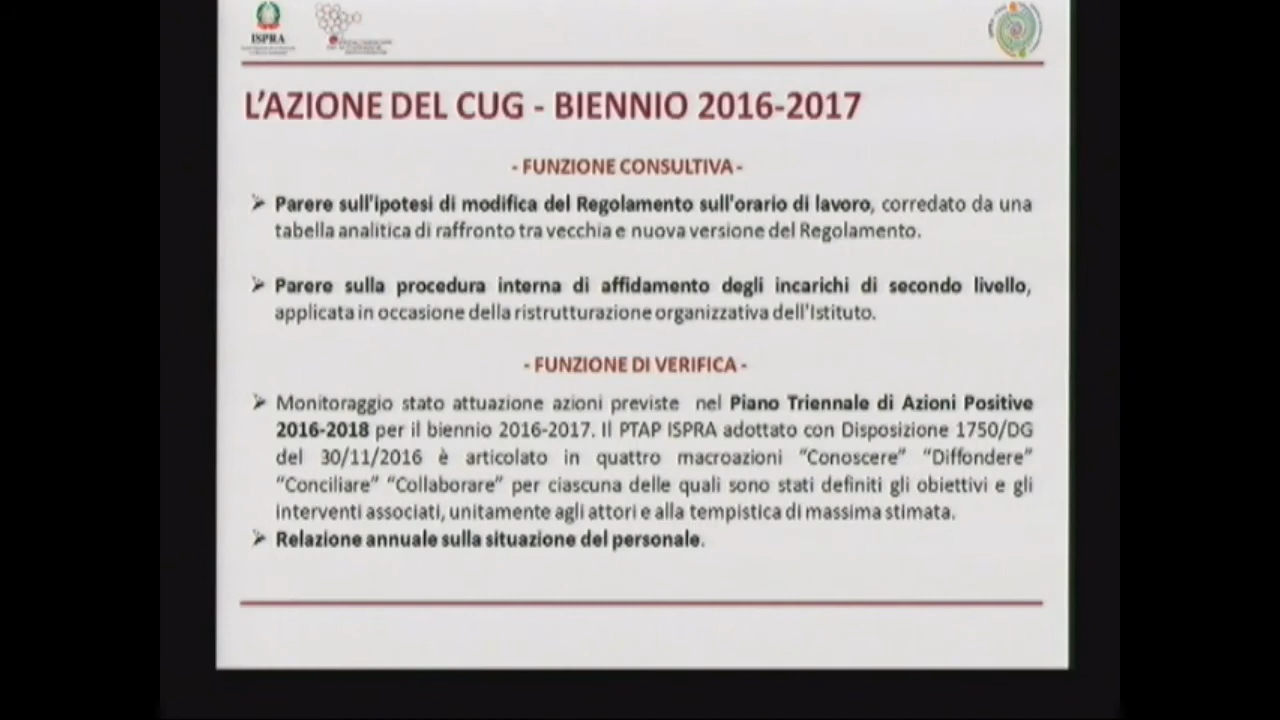 ISPRA
L'AZIONE DEL CUG - BIENNIO 2016-2017
- FUNZIONE CONSULTIVA -
➢ Parere sull'ipotesi di modifica del Regolamento sull'orario di lavoro, corredato da una
tabella analitica di raffronto tra vecchia e nuova versione del Regolamento.
➢ Parere sulla procedura interna di affidamento degli incarichi di secondo livello,
applicata in occasione della ristrutturazione organizzativa dell'Istituto.
- FUNZIONE DI VERIFICA -
➢ Monitoraggio stato attuazione azioni previste nel Piano Triennale di Azioni Positive
2016-2018 per il biennio 2016-2017. Il PTAP ISPRA adottato con Disposizione 1750/DG
del 30/11/2016 è articolato in quattro macroazioni "Conoscere" "Diffondere"
"Conciliare" "Collaborare" per ciascuna delle quali sono stati definiti gli obiettivi e gli
interventi associati, unitamente agli attori e alla tempistica di massima stimata.
➢ Relazione annuale sulla situazione del personale.